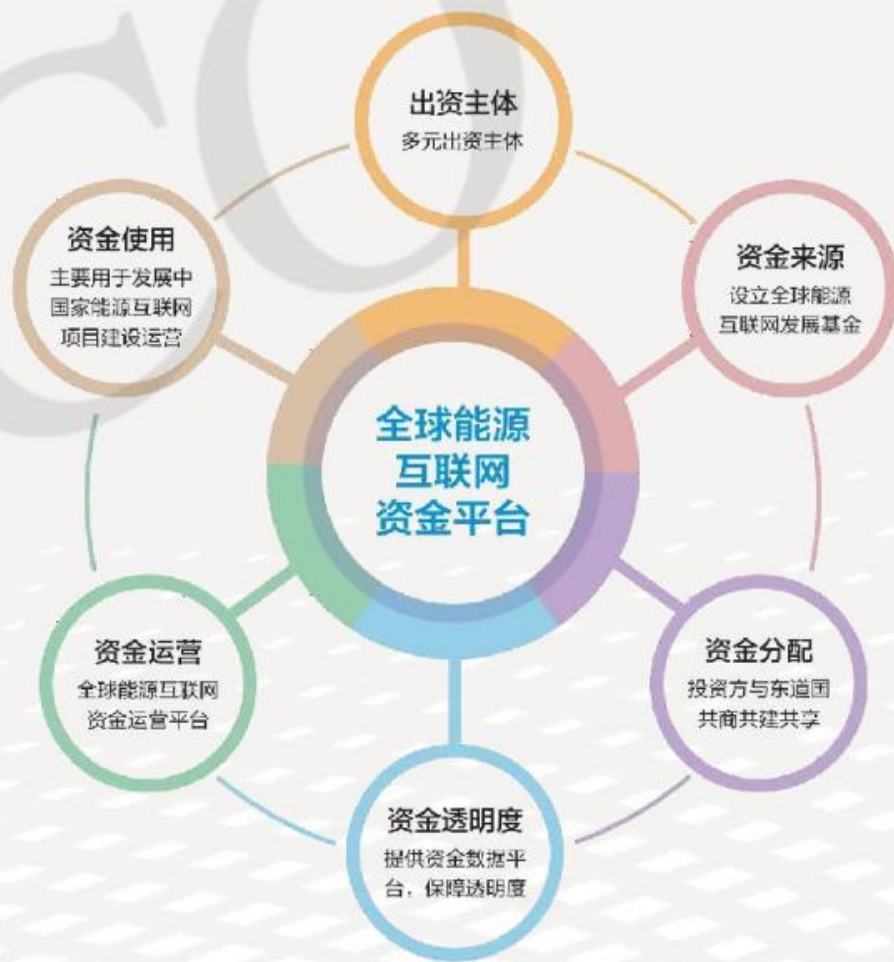 出资主体
多元出资主体
资金使用
主要用于发展中
国家能源互联网
项目建设运营
资金来源
设立全球能源
互联网发展基金
全球能源
互联网
资金平台
资金运营
全球能源互联网
资金运营平台
资金分配
投资方与东道国
共商共建共享
资金透明度
提供资金数据平
台，保障透明度